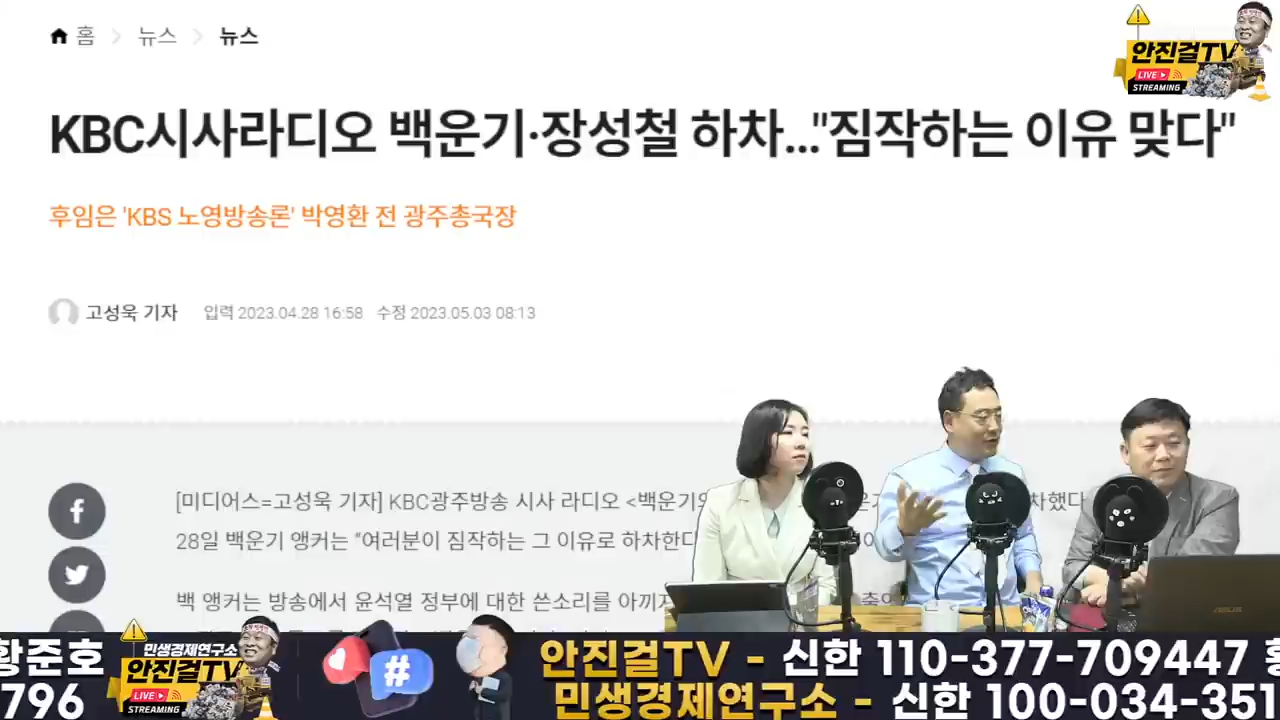 홈 > 뉴스 > 뉴스
안진걸TV
LIVE
STREAMING
KBC시사라디오 백운기·장성철 하차..."짐작하는 이유 맞다"
후임은 'KBS 노영방송론' 박영환 전 광주총국장
고성욱 기자 입력 2023.04.28 16:58 수정 2023.05.03 08:13
[미디어스=고성욱 기자] KBC광주방송 시사 라디오 <백운기의
28일 백운기 앵커는 “여러분이 짐작하는 그 이유로 하차한다
백 앵커는 방송에서 윤석열 정부에 대한 쓴소리를 아끼지
황준호
796
민생경제연구소
안진걸TV
LIVE
STREAMING
#
안진걸TV - 신한 110-377-709447
민생경제연구소 - 신한 100-034-351